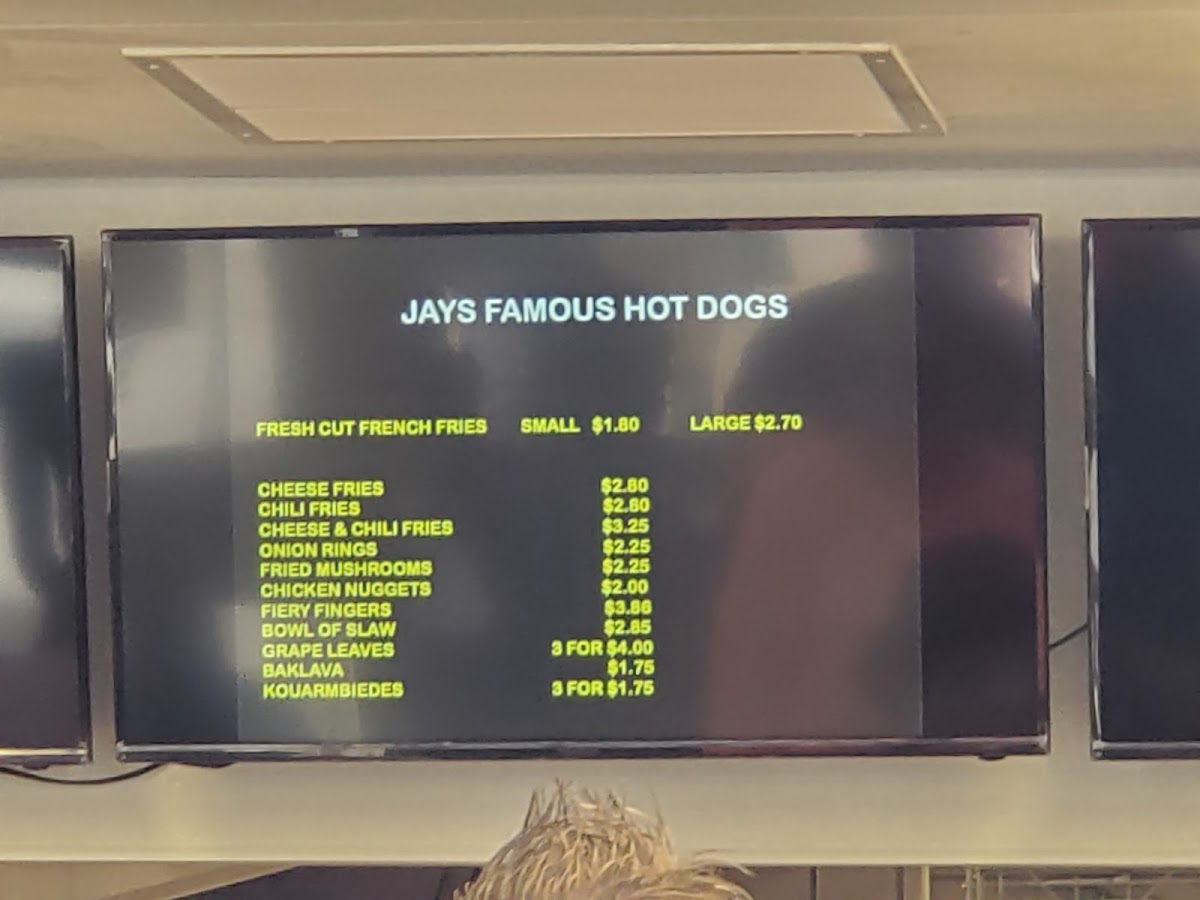 JAYS FAMOUS HOT DOGS
FRESH CUT FRENCH FRIES SMALL $1.80 LARGE $2.70
CHEESE FRIES $2.80
CHILI FRIES $2.80
CHEESE & CHILI FRIES $3.25
ONION RINGS $2.25
FRIED MUSHROOMS $2.25
CHICKEN NUGGETS $2.00
FIERY FINGERS $3.86
BOWL OF SLAW $2.85
GRAPE LEAVES 3 FOR $4.00
BAKLAVA $1.75
KOUARMBIEDES 3 FOR $1.75